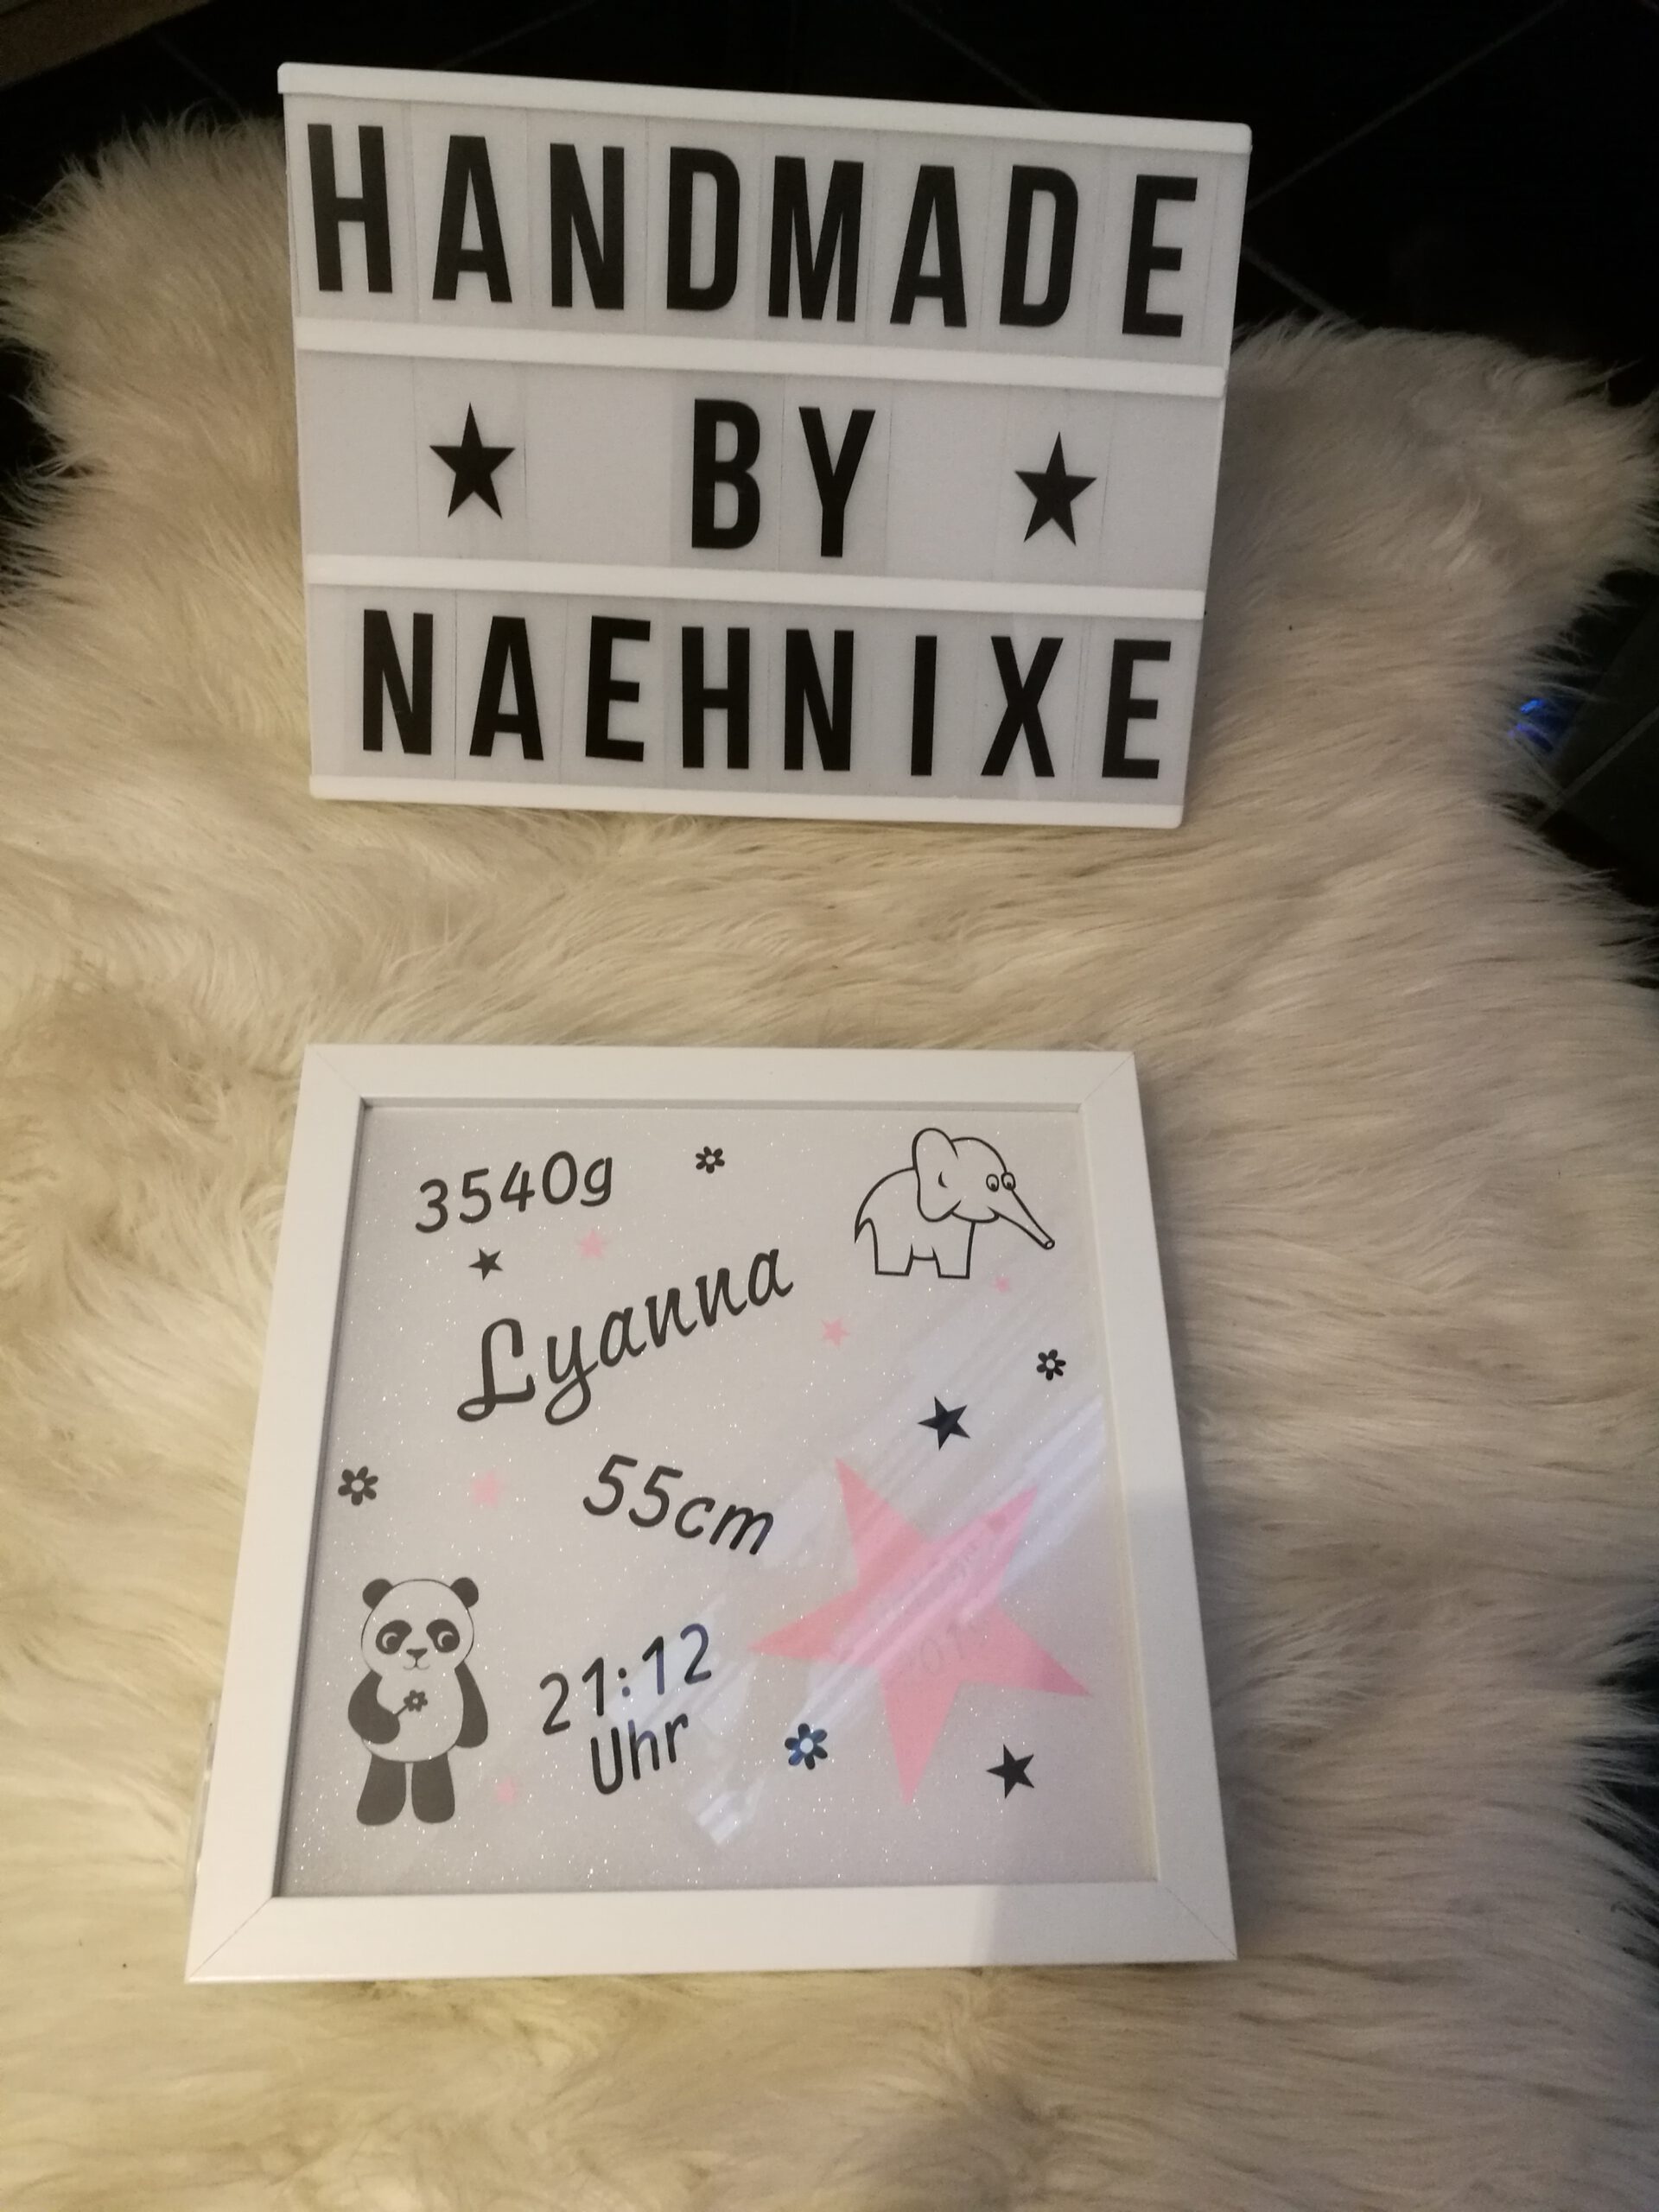 HANDMADE
★ BY ★
NAEHNIXE
3540g
Lyanna
55cm
21:12
Uhr